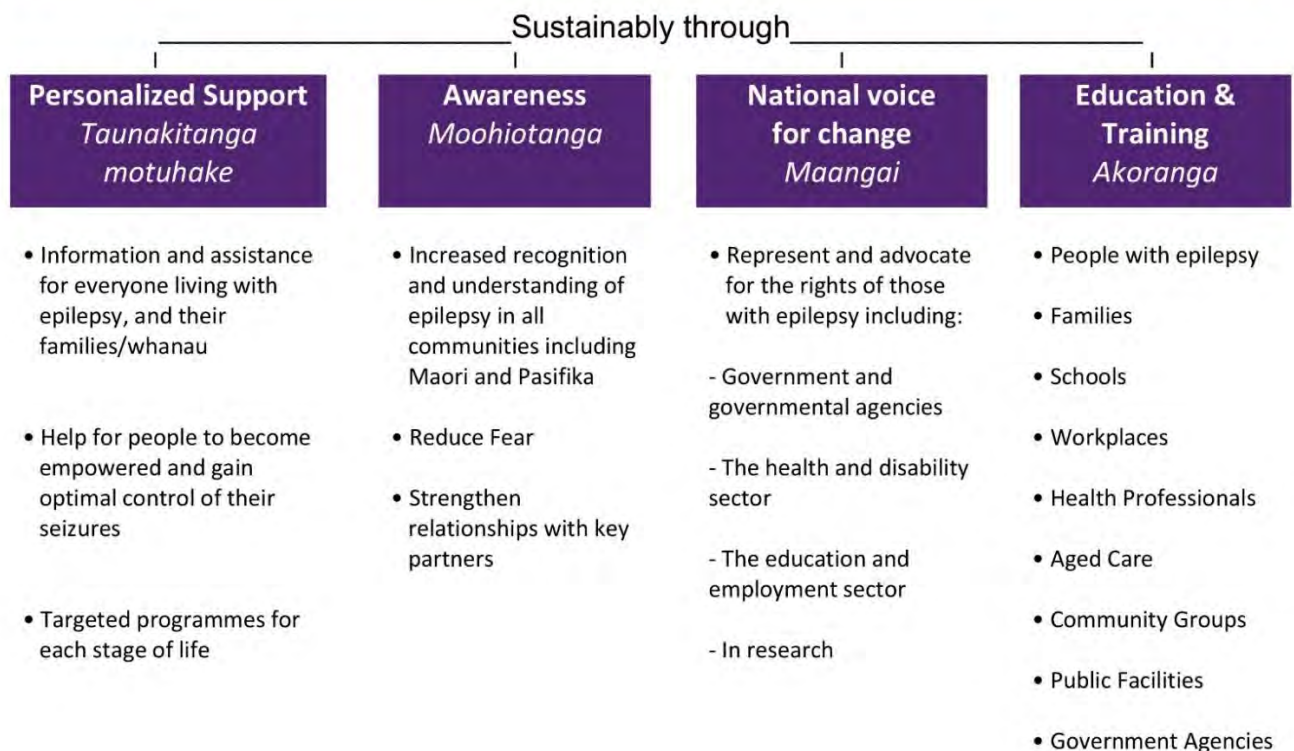 Sustainably through
Personalized Support
Taunakitanga
motuhake
• Information and assistance
for everyone living with
epilepsy, and their
families/whanau
• Help for people to become
empowered and gain
optimal control of their
seizures
• Targeted programmes for
each stage of life
Awareness
Moohiotanga
• Increased recognition
and understanding of
epilepsy in all
communities including
Maori and Pasifika
• Reduce Fear
• Strengthen
relationships with key
partners
National voice
for change
Maangai
• Represent and advocate
for the rights of those
with epilepsy including:
- Government and
governmental agencies
- The health and disability
sector
- The education and
employment sector
- In research
Education &
Training
Akoranga
• People with epilepsy
• Families
• Schools
• Workplaces
• Health Professionals
• Aged Care
• Community Groups
• Public Facilities
• Government Agencies